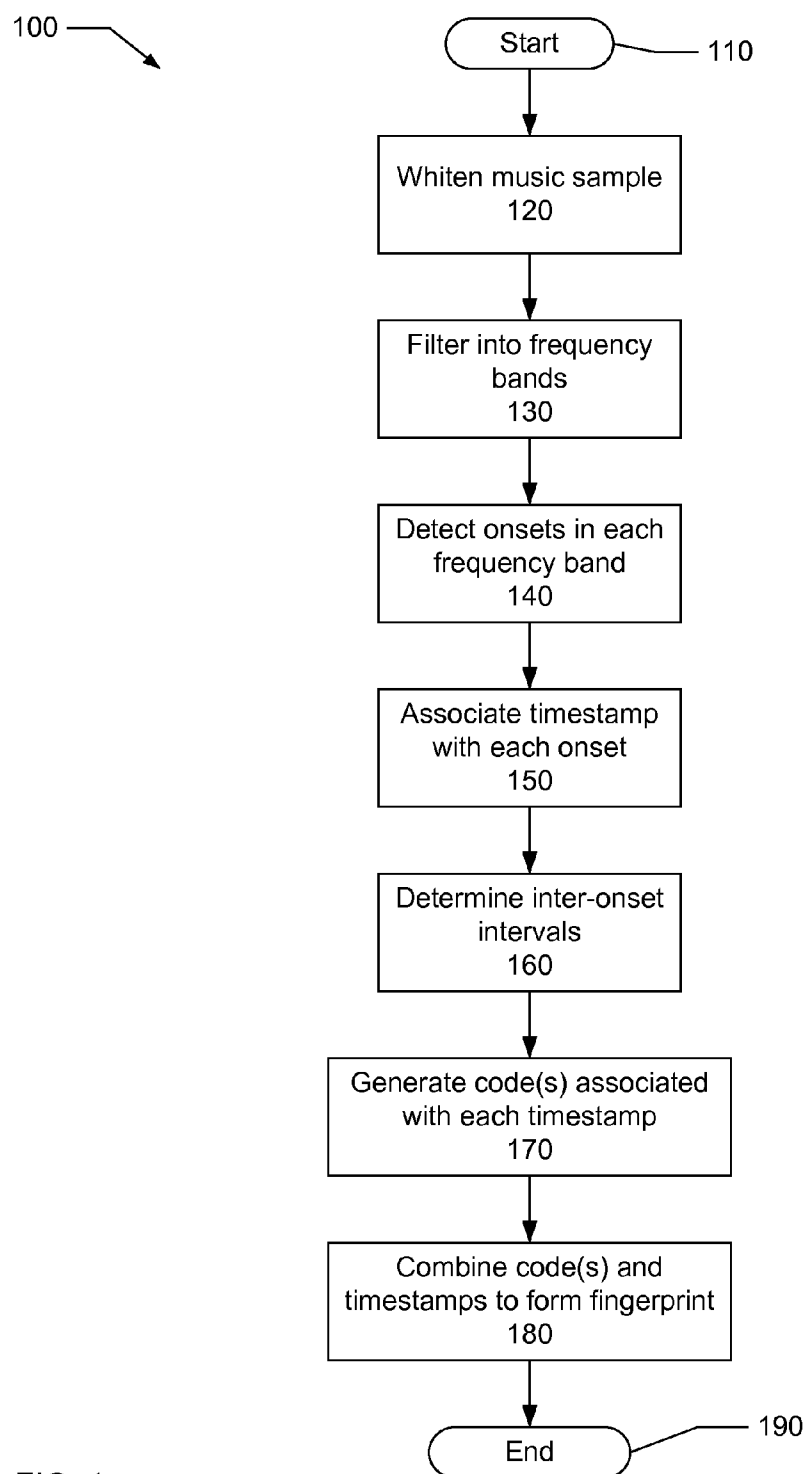 100
Start
110
Whiten music sample
120
Filter into frequency
bands
130
Detect onsets in each
frequency band
140
Associate timestamp
with each onset
150
Determine inter-onset
intervals
160
Generate code(s) associated
with each timestamp
170
Combine code(s) and
timestamps to form fingerprint
180
190
End